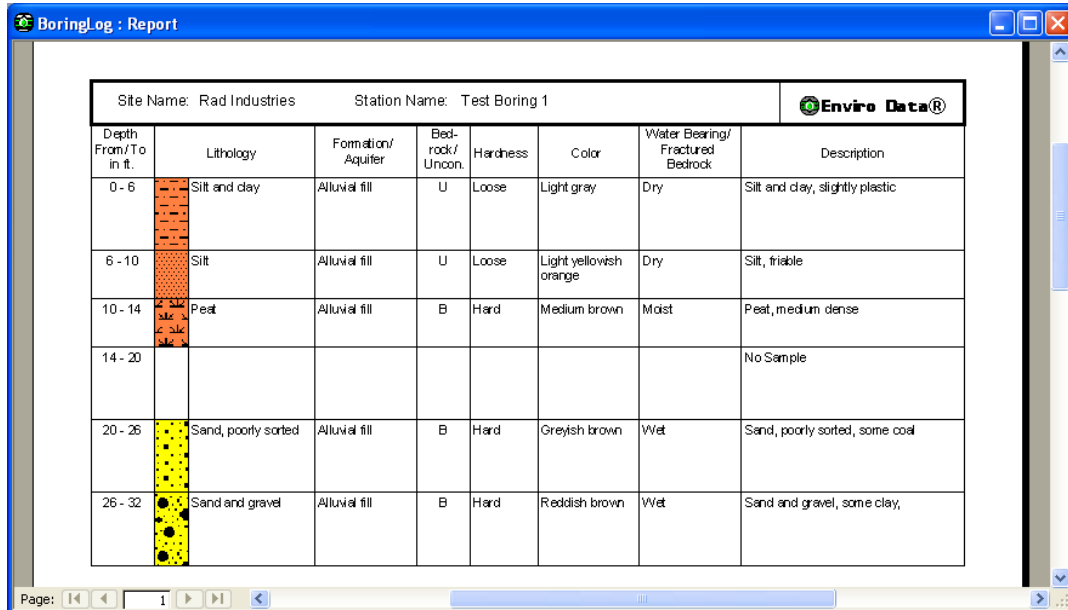 BoringLog : Report
Site Name: Rad Industries Station Name: Test Boring 1 Enviro Data®
Depth From/To in ft. Lithology Formation/ Aquifer Bed- rock/ Uncon. Hardness Color Water Bearing/ Fractured Bedrock Description
0 - 6 Silt and clay Alluvial fill U Loose Light gray Dry Silt and clay, slightly plastic
6 - 10 Silt Alluvial fill U Loose Light yellowish orange Dry Silt, friable
10 - 14 Peat Alluvial fill B Hard Medium brown Moist Peat, medium dense
14 - 20 No Sample
20 - 26 Sand, poorly sorted Alluvial fill B Hard Greyish brown Wet Sand, poorly sorted, some coal
26 - 32 Sand and gravel Alluvial fill B Hard Reddish brown Wet Sand and gravel, some clay,
Page: 1